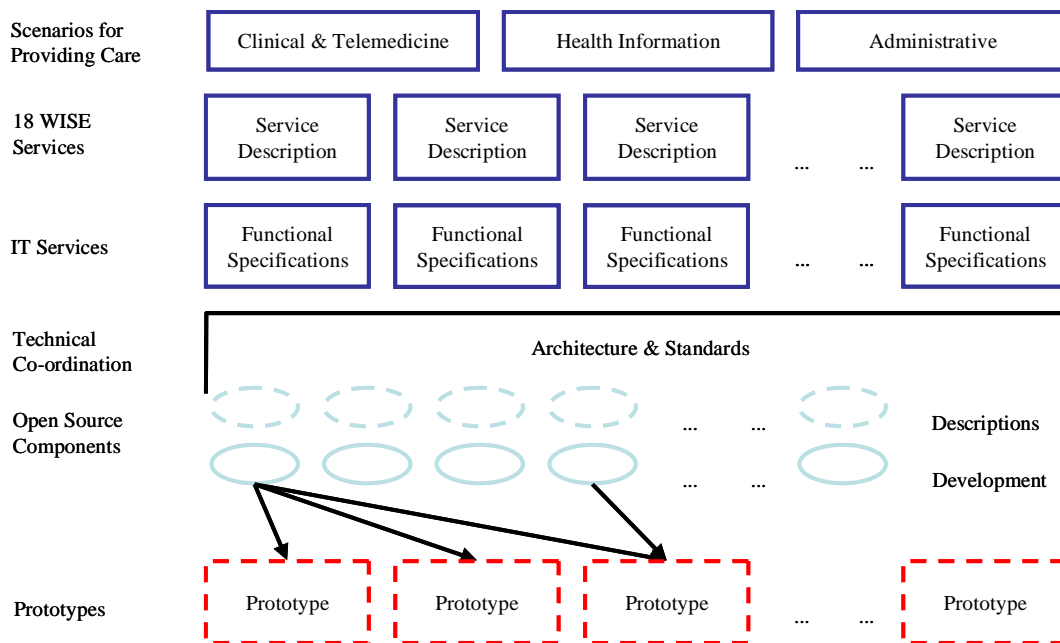 Scenarios for
Providing Care
Clinical & Telemedicine
Health Information
Administrative
18 WISE
Services
Service
Description
Service
Description
Service
Description
... ...
Service
Description
IT Services
Functional
Specifications
Functional
Specifications
Functional
Specifications
... ...
Functional
Specifications
Technical
Co-ordination
Architecture & Standards
Open Source
Components
... ...
Descriptions
... ...
Development
Prototypes
Prototype
Prototype
Prototype
... ...
Prototype